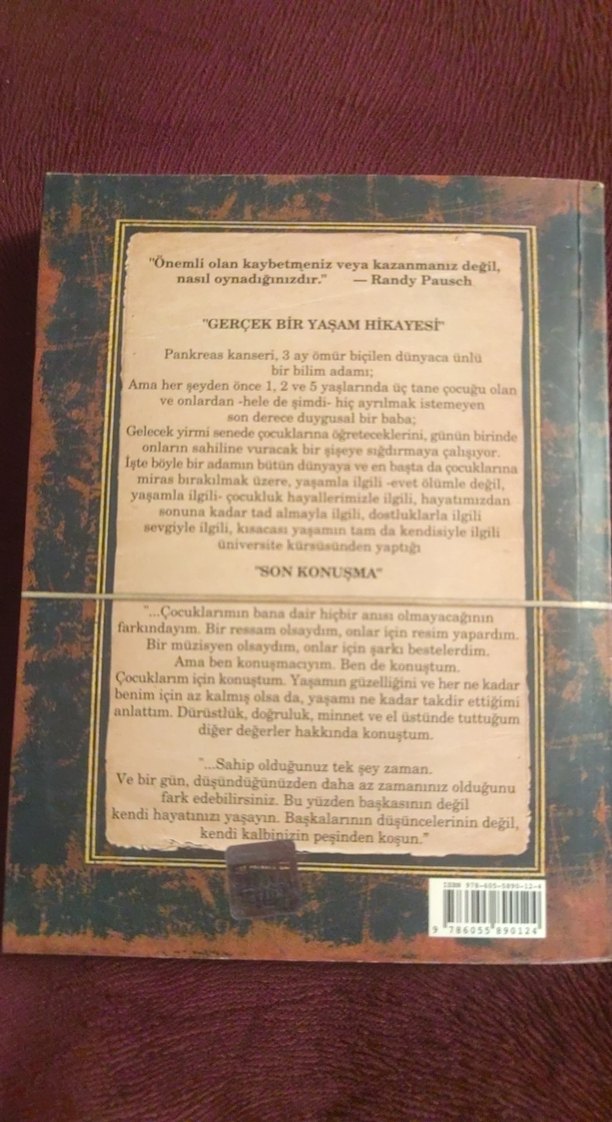 "Önemli olan kaybetmeniz veya kazanmanız değil,
nasıl oynadığınızdır." — Randy Pausch
"GERÇEK BİR YAŞAM HİKAYESİ"
Pankreas kanseri, 3 ay ömür biçilen dünyaca ünlü
bir bilim adamı;
Ama her şeyden önce 1, 2 ve 5 yaşlarında üç tane çocuğu olan
ve onlardan -hele de şimdi- hiç ayrılmak istemeyen
son derece duygusal bir baba;
Gelecek yirmi senede çocuklarına öğreteceklerini, günün birinde
onların sahiline vuracak bir şişeye sığdırmaya çalışıyor.
İşte böyle bir adamın bütün dünyaya ve en başta da çocuklarına
miras bırakılmak üzere, yaşamla ilgili -evet ölümle değil,
yaşamla ilgili- çocukluk hayallerimizle ilgili, hayatımızdan
sonuna kadar tad almayla ilgili, dostluklarla ilgili
sevgiyle ilgili, kısacası yaşamın tam da kendisiyle ilgili
üniversite kürsüsünden yaptığı
"SON KONUŞMA"
"...Çocuklarımın bana dair hiçbir anısı olmayacağının
farkındayım. Bir ressam olsaydım, onlar için resim yapardım.
Bir müzisyen olsaydım, onlar için şarkı bestelerdim.
Ama ben konuşmacıyım. Ben de konuştum.
Çocuklarım için konuştum. Yaşamın güzelliğini ve her ne kadar
benim için az kalmış olsa da, yaşamı ne kadar takdir ettiğimi
anlattım. Dürüstlük, doğruluk, minnet ve el üstünde tuttuğum
diğer değerler hakkında konuştum.
"...Sahip olduğunuz tek şey zaman.
Ve bir gün, düşündüğünüzden daha az zamanınız olduğunu
fark edebilirsiniz. Bu yüzden başkasının değil
kendi hayatınızı yaşayın. Başkalarının düşüncelerinin değil,
kendi kalbinizin peşinden koşun."
ISBN 978-605-5890-12-4
9 786055 890124